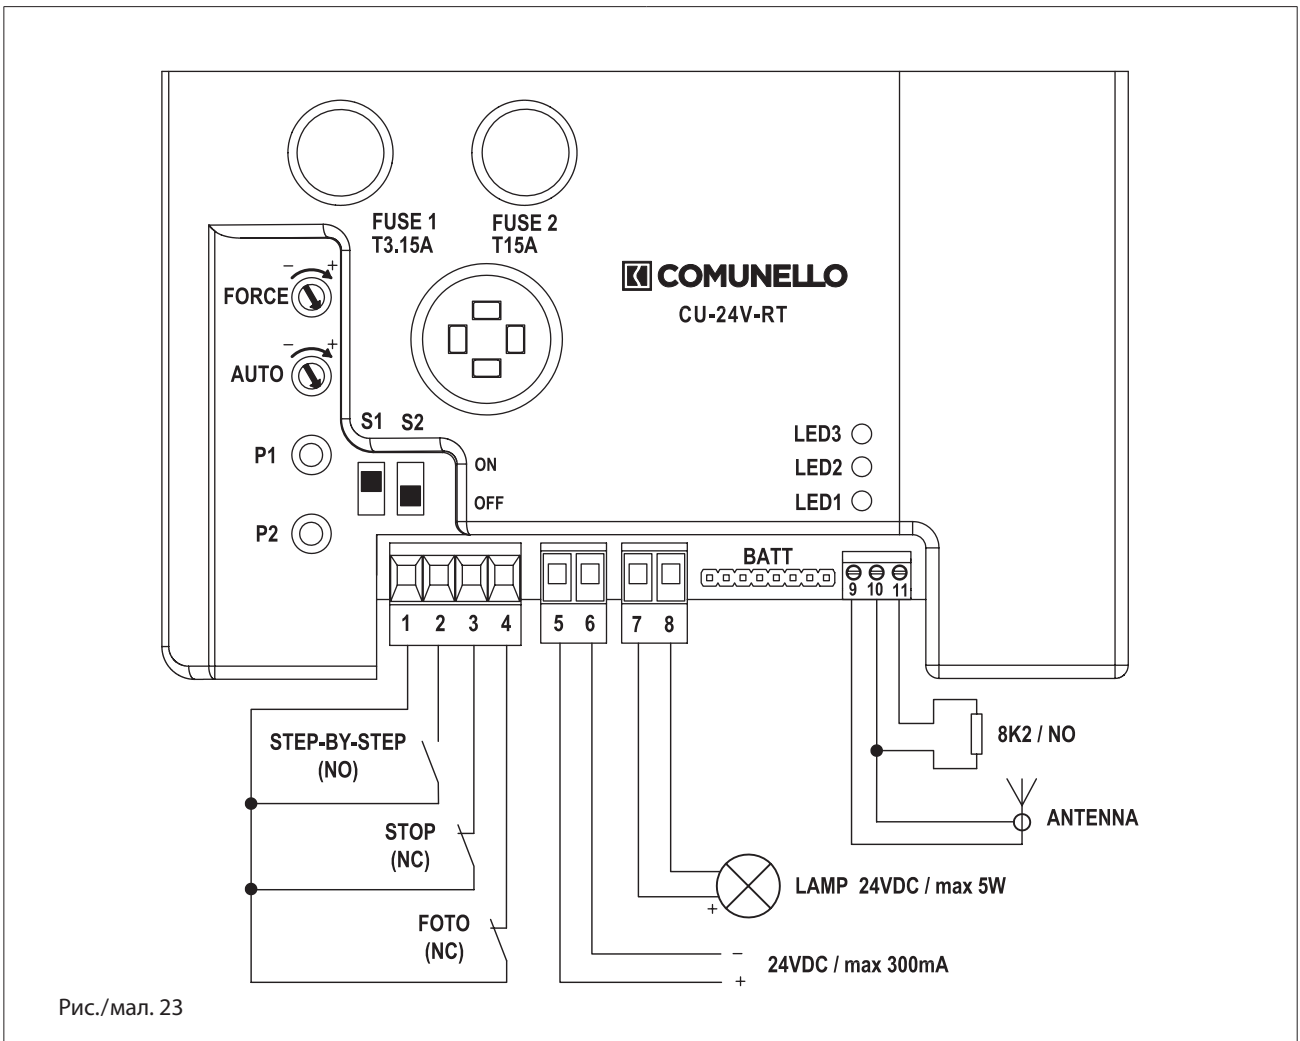 FUSE 1
T3.15A
FUSE 2
T15A
COMUNELLO
CU-24V-RT
− +
FORCE
− +
AUTO
S1 S2
P1
ON
OFF
P2
LED3
LED2
LED1
BATT
1 2 3 4
5 6
7 8
9 10 11
STEP-BY-STEP
(NO)
STOP
(NC)
FOTO
(NC)
8K2 / NO
ANTENNA
LAMP 24VDC / max 5W
+
−
24VDC / max 300mA
+
Рис./мал. 23